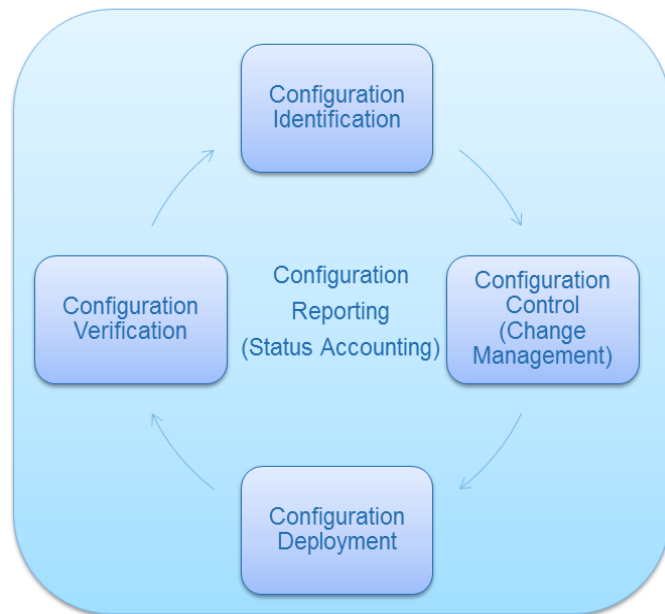 Configuration
Identification
Configuration
Verification
Configuration
Reporting
(Status Accounting)
Configuration
Control
(Change
Management)
Configuration
Deployment